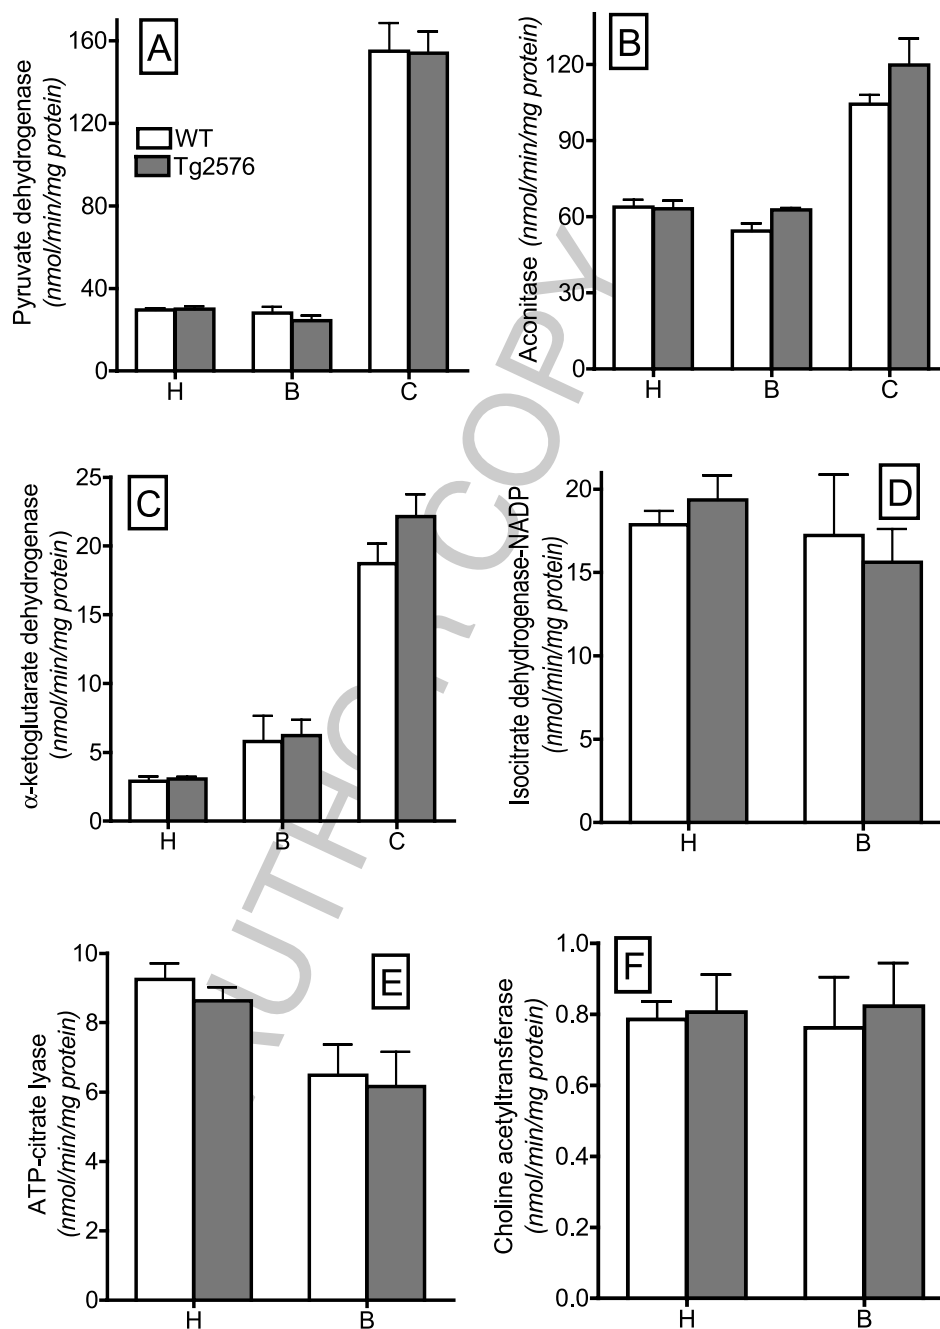 A
Pyruvate dehydrogenase
(nmol/min/mg protein)
160
120
80
40
0
WT
Tg2576
H B C
B
Aconitase (nmol/min/mg protein)
120
90
60
30
0
H B C
C
α-ketoglutarate dehydrogenase
(nmol/min/mg protein)
25
20
15
10
5
0
H B C
D
Isocitrate dehydrogenase-NADP
(nmol/min/mg protein)
20
15
10
5
0
H B
E
ATP-citrate lyase
(nmol/min/mg protein)
10
8
6
4
2
0
H B
F
Choline acetyltransferase
(nmol/min/mg protein)
1.0
0.8
0.6
0.4
0.2
0.0
H B
AUTHOR COPY